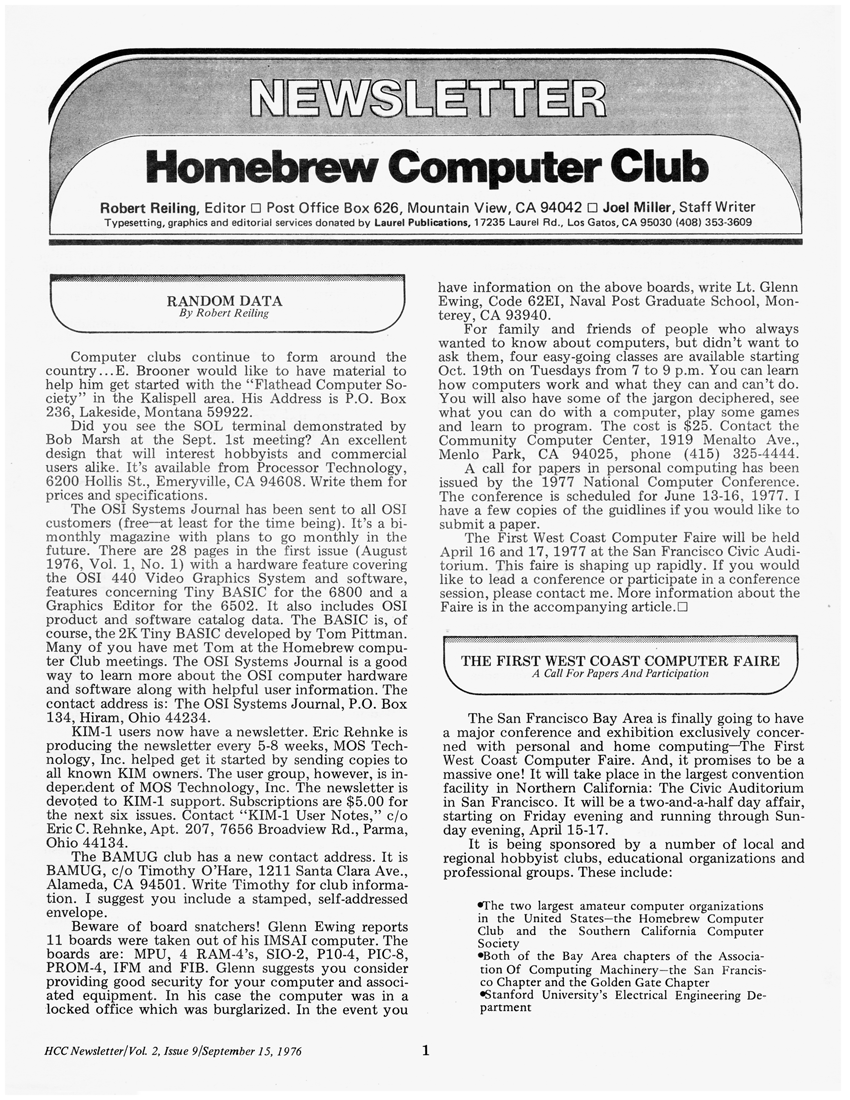 NEWSLETTER
Homebrew Computer Club
Robert Reiling, Editor □ Post Office Box 626, Mountain View, CA 94042 □ Joel Miller, Staff Writer
Typesetting, graphics and editorial services donated by Laurel Publications, 17235 Laurel Rd., Los Gatos, CA 95030 (408) 353-3609
RANDOM DATA
By Robert Reiling
Computer clubs continue to form around the
country...E. Brooner would like to have material to
help him get started with the “Flathead Computer So-
ciety” in the Kalispell area. His Address is P.O. Box
236, Lakeside, Montana 59922.
Did you see the SOL terminal demonstrated by
Bob Marsh at the Sept. 1st meeting? An excellent
design that will interest hobbyists and commercial
users alike. It’s available from Processor Technology,
6200 Hollis St., Emeryville, CA 94608. Write them for
prices and specifications.
The OSI Systems Journal has been sent to all OSI
customers (free—at least for the time being). It’s a bi-
monthly magazine with plans to go monthly in the
future. There are 28 pages in the first issue (August
1976, Vol. 1, No. 1) with a hardware feature covering
the OSI 440 Video Graphics System and software,
features concerning Tiny BASIC for the 6800 and a
Graphics Editor for the 6502. It also includes OSI
product and software catalog data. The BASIC is, of
course, the 2K Tiny BASIC developed by Tom Pittman.
Many of you have met Tom at the Homebrew compu-
ter Club meetings. The OSI Systems Journal is a good
way to learn more about the OSI computer hardware
and software along with helpful user information. The
contact address is: The OSI Systems Journal, P.O. Box
134, Hiram, Ohio 44234.
KIM-1 users now have a newsletter. Eric Rehnke is
producing the newsletter every 5-8 weeks, MOS Tech-
nology, Inc. helped get it started by sending copies to
all known KIM owners. The user group, however, is in-
dependent of MOS Technology, Inc. The newsletter is
devoted to KIM-1 support. Subscriptions are $5.00 for
the next six issues. Contact “KIM-1 User Notes,” c/o
Eric C. Rehnke, Apt. 207, 7656 Broadview Rd., Parma,
Ohio 44134.
The BAMUG club has a new contact address. It is
BAMUG, c/o Timothy O’Hare, 1211 Santa Clara Ave.,
Alameda, CA 94501. Write Timothy for club informa-
tion. I suggest you include a stamped, self-addressed
envelope.
Beware of board snatchers! Glenn Ewing reports
11 boards were taken out of his IMSAI computer. The
boards are: MPU, 4 RAM-4’s, SIO-2, P10-4, PIC-8,
PROM-4, IFM and FIB. Glenn suggests you consider
providing good security for your computer and associ-
ated equipment. In his case the computer was in a
locked office which was burglarized. In the event you
have information on the above boards, write Lt. Glenn
Ewing, Code 62EI, Naval Post Graduate School, Mon-
terey, CA 93940.
For family and friends of people who always
wanted to know about computers, but didn’t want to
ask them, four easy-going classes are available starting
Oct. 19th on Tuesdays from 7 to 9 p.m. You can learn
how computers work and what they can and can’t do.
You will also have some of the jargon deciphered, see
what you can do with a computer, play some games
and learn to program. The cost is $25. Contact the
Community Computer Center, 1919 Menalto Ave.,
Menlo Park, CA 94025, phone (415) 325-4444.
A call for papers in personal computing has been
issued by the 1977 National Computer Conference.
The conference is scheduled for June 13-16, 1977. I
have a few copies of the guidlines if you would like to
submit a paper.
The First West Coast Computer Faire will be held
April 16 and 17, 1977 at the San Francisco Civic Audi-
torium. This faire is shaping up rapidly. If you would
like to lead a conference or participate in a conference
session, please contact me. More information about the
Faire is in the accompanying article.□
THE FIRST WEST COAST COMPUTER FAIRE
A Call For Papers And Participation
The San Francisco Bay Area is finally going to have
a major conference and exhibition exclusively concer-
ned with personal and home computing—The First
West Coast Computer Faire. And, it promises to be a
massive one! It will take place in the largest convention
facility in Northern California: The Civic Auditorium
in San Francisco. It will be a two-and-a-half day affair,
starting on Friday evening and running through Sun-
day evening, April 15-17.
It is being sponsored by a number of local and
regional hobbyist clubs, educational organizations and
professional groups. These include:
●The two largest amateur computer organizations
in the United States—the Homebrew Computer
Club and the Southern California Computer
Society
●Both of the Bay Area chapters of the Associa-
tion Of Computing Machinery—the San Francis-
co Chapter and the Golden Gate Chapter
●Stanford University’s Electrical Engineering De-
partment
HCC Newsletter/Vol. 2, Issue 9/September 15, 1976
1